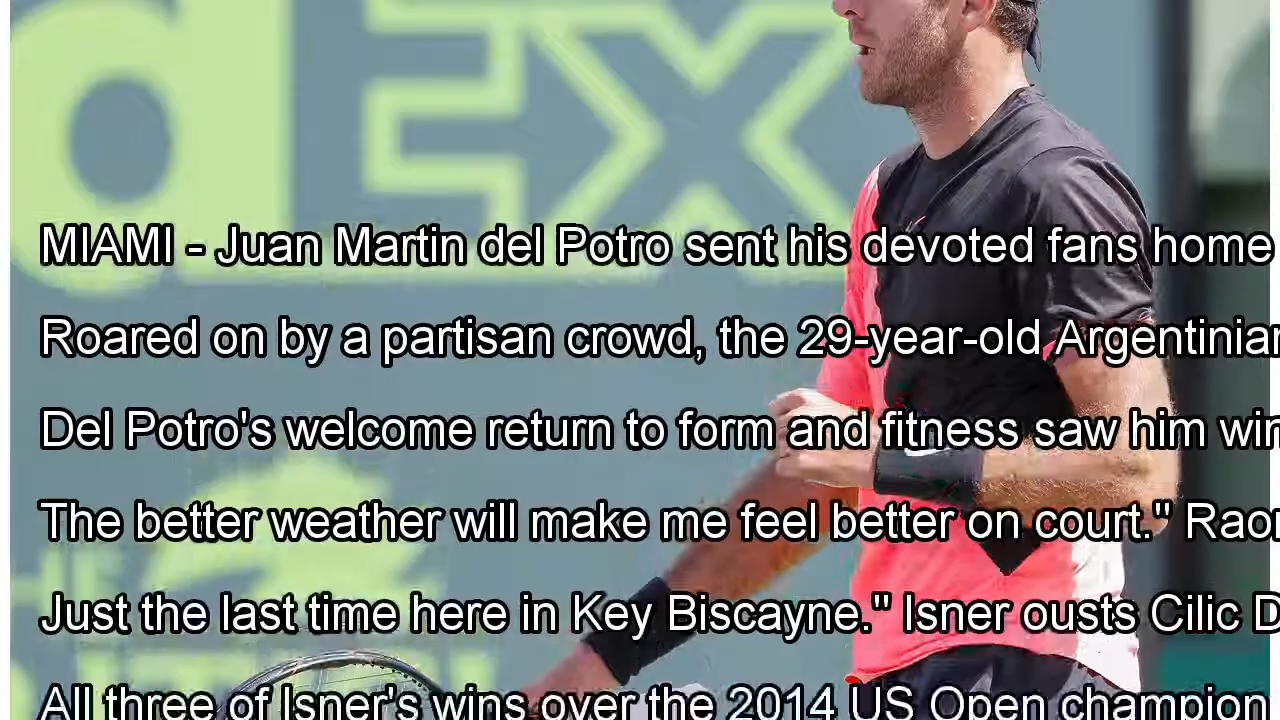 dEX
MIAMI - Juan Martin del Potro sent his devoted fans home
Roared on by a partisan crowd, the 29-year-old Argentinian
Del Potro's welcome return to form and fitness saw him win
The better weather will make me feel better on court." Raon
Just the last time here in Key Biscayne." Isner ousts Cilic D
All three of Isner's wins over the 2014 US Open champion